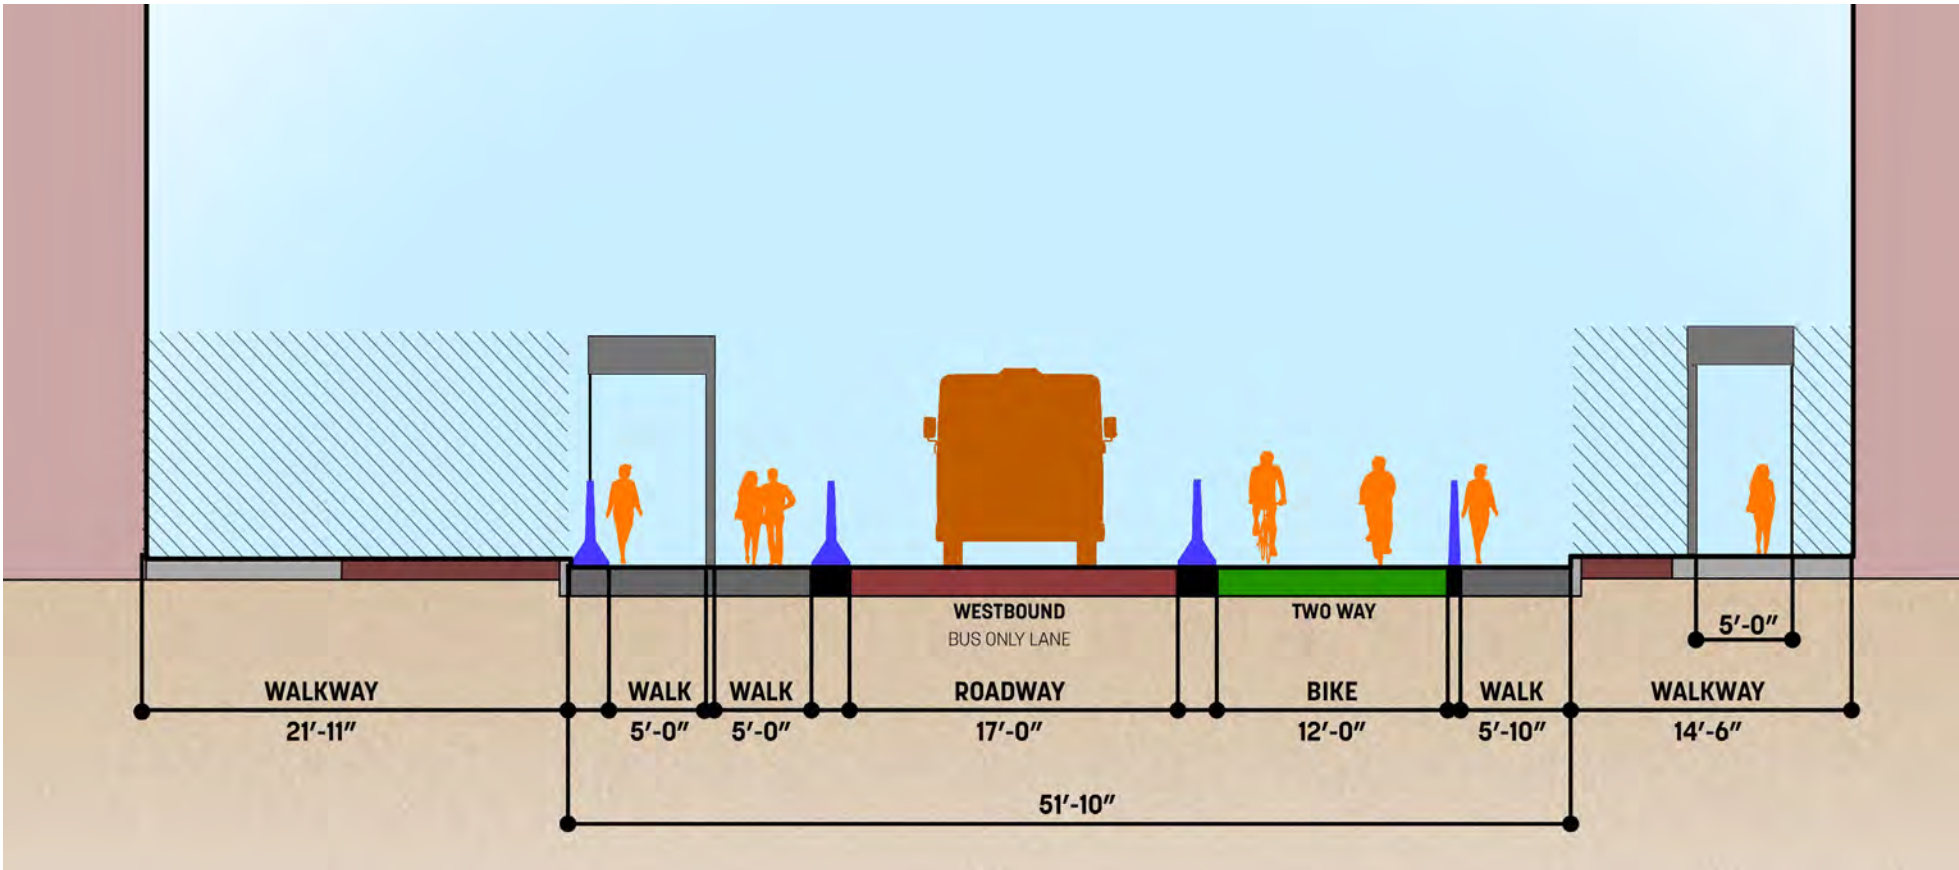 WESTBOUND
BUS ONLY LANE
TWO WAY
5′-0″
WALKWAY
21′-11″
WALK
5′-0″
WALK
5′-0″
ROADWAY
17′-0″
BIKE
12′-0″
WALK
5′-10″
WALKWAY
14′-6″
51′-10″